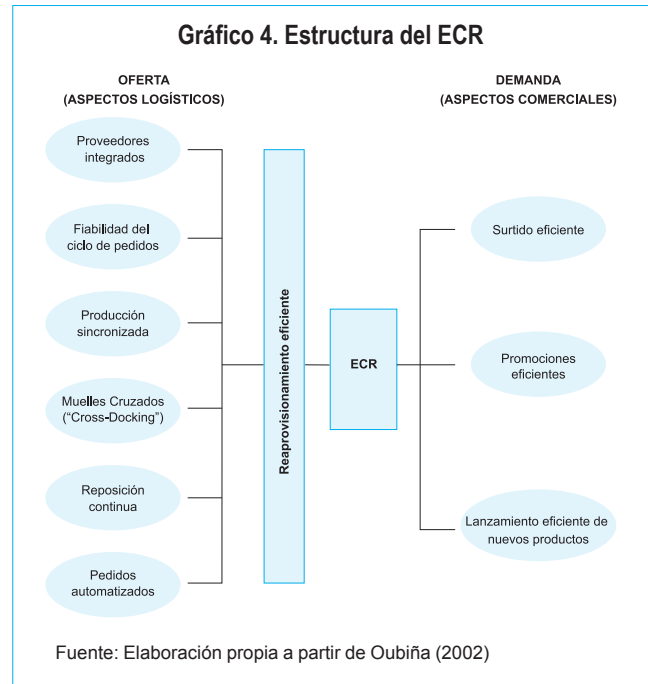 Gráfico 4. Estructura del ECR
OFERTA
(ASPECTOS LOGÍSTICOS)
DEMANDA
(ASPECTOS COMERCIALES)
Proveedores
integrados
Fiabilidad del
ciclo de pedidos
Producción
sincronizada
Muelles Cruzados
("Cross-Docking")
Reposición
continua
Pedidos
automatizados
Reaprovisionamiento eficiente
ECR
Surtido eficiente
Promociones
eficientes
Lanzamiento eficiente de
nuevos productos
Fuente: Elaboración propia a partir de Oubiña (2002)